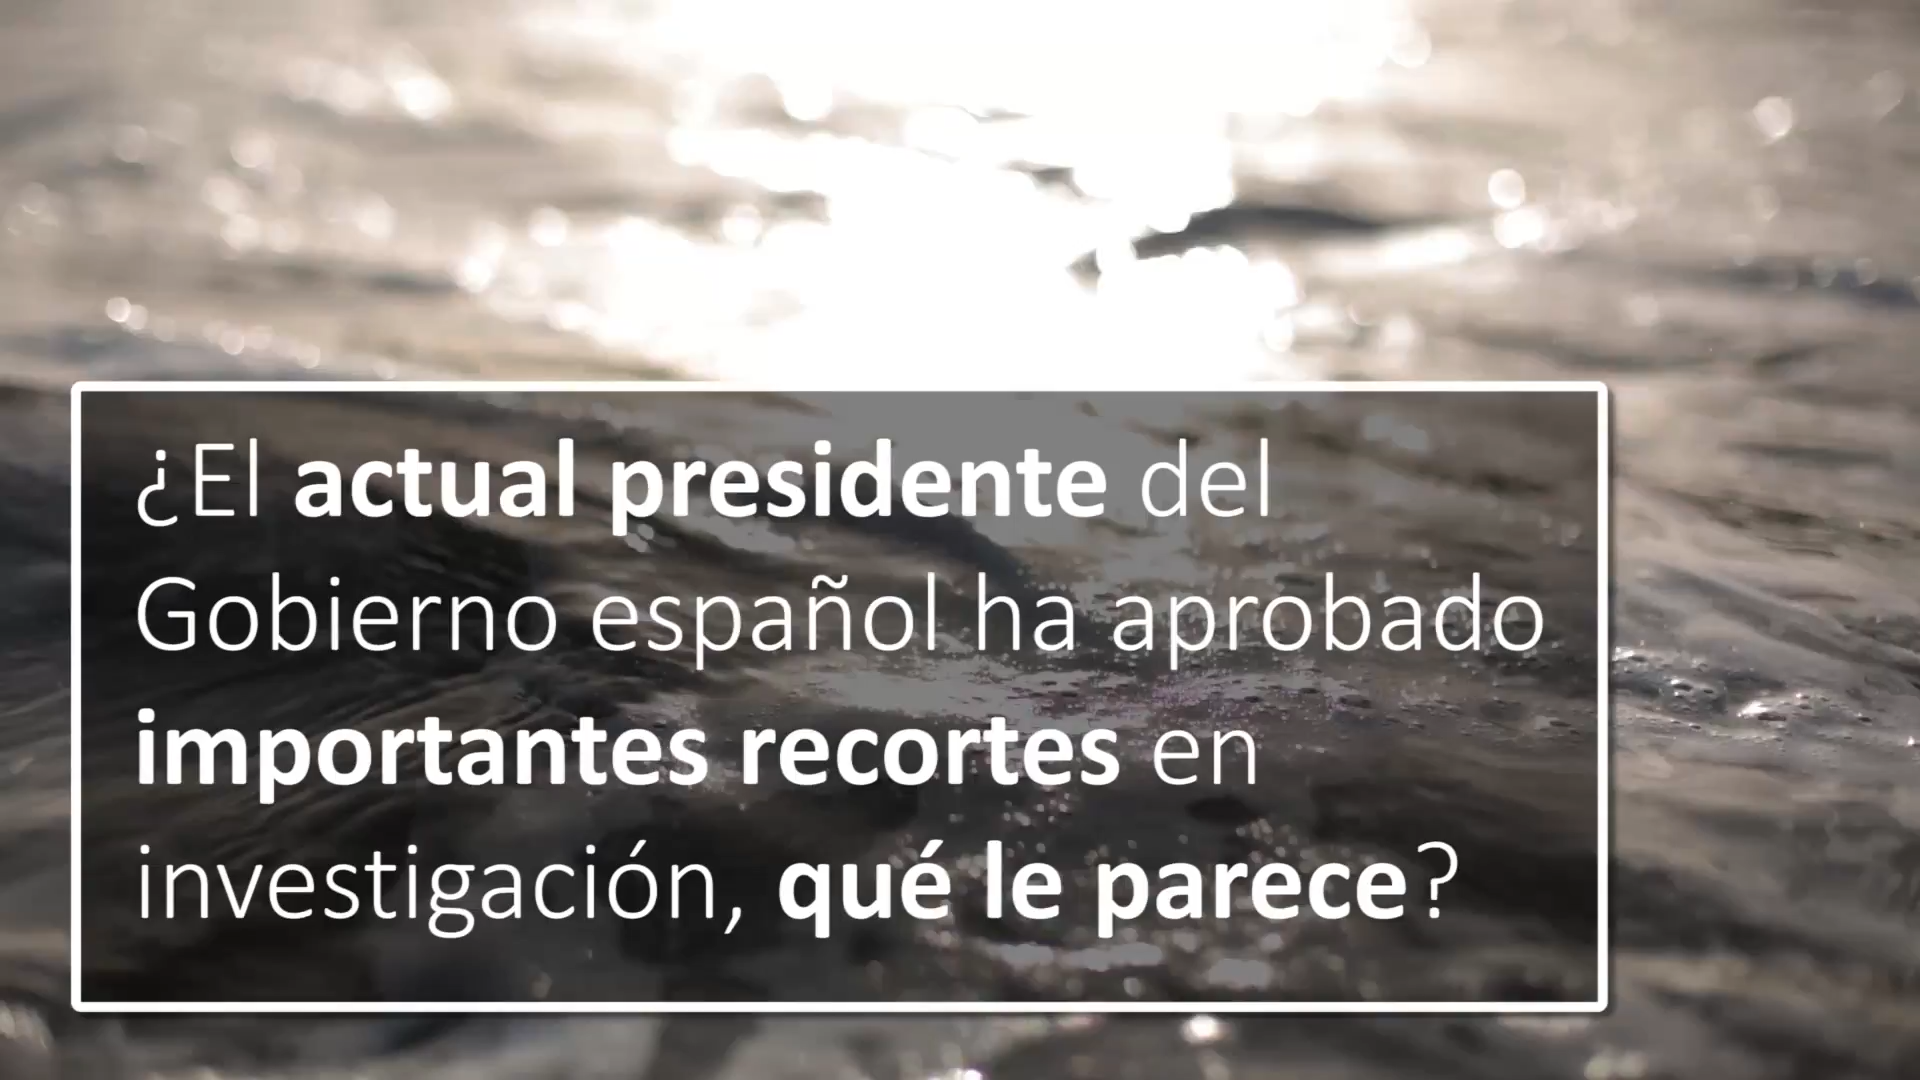 ¿El actual presidente del
Gobierno español ha aprobado
importantes recortes en
investigación, qué le parece?